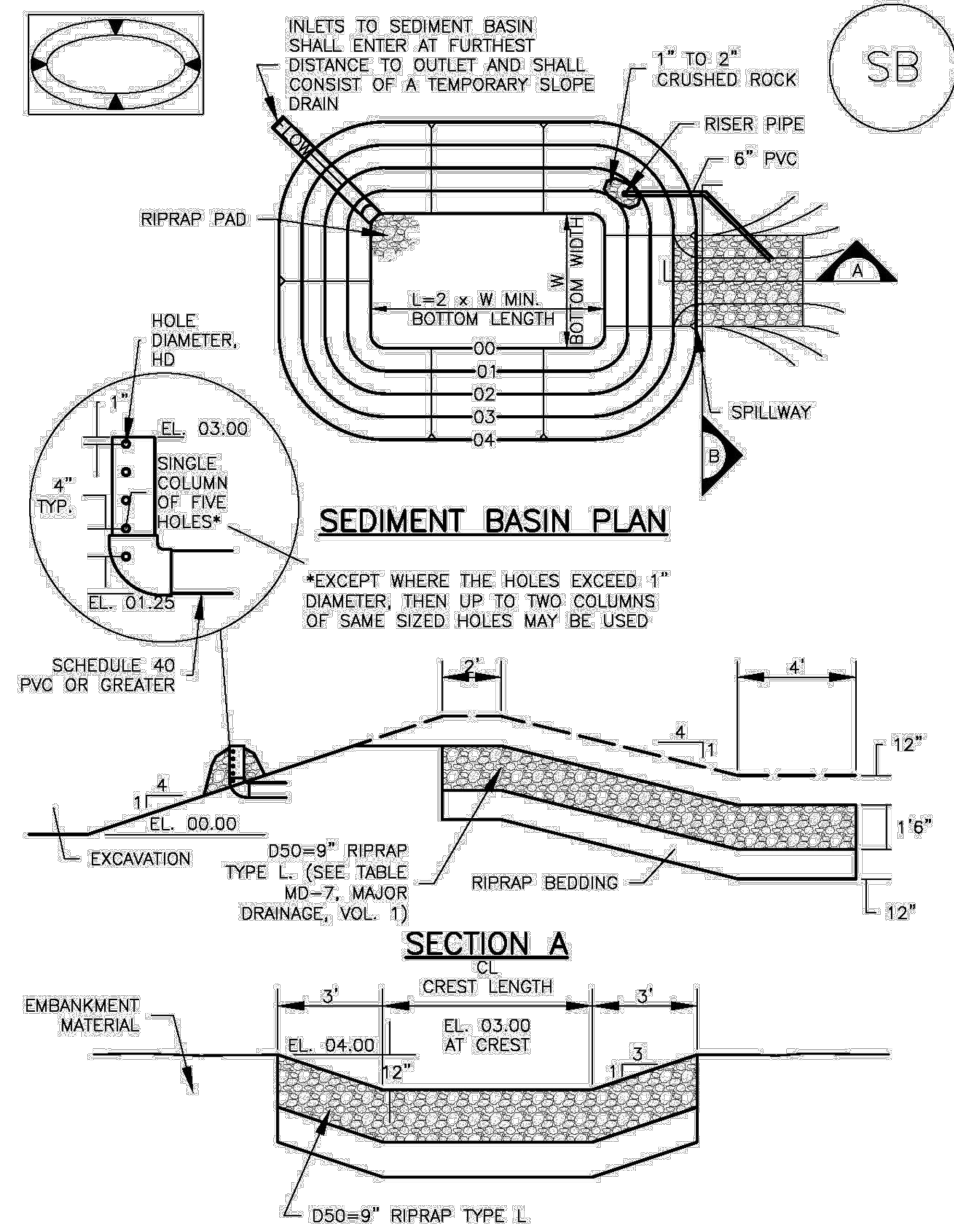 INLETS TO SEDIMENT BASIN
SHALL ENTER AT FURTHEST
DISTANCE TO OUTLET AND SHALL
CONSIST OF A TEMPORARY SLOPE
DRAIN
1" TO 2"
CRUSHED ROCK
SB
RISER PIPE
6" PVC
FLOW
RIPRAP PAD
W
BOTTOM WIDTH
L=2 x W MIN.
BOTTOM LENGTH
A
00
01
02
03
04
SPILLWAY
B
HOLE
DIAMETER,
HD
1"
EL. 03.00
SINGLE
COLUMN
OF FIVE
HOLES*
4"
TYP.
EL. 01.25
SCHEDULE 40
PVC OR GREATER
SEDIMENT BASIN PLAN
*EXCEPT WHERE THE HOLES EXCEED 1"
DIAMETER, THEN UP TO TWO COLUMNS
OF SAME SIZED HOLES MAY BE USED
2'
4'
4
1
12"
4
1
EL. 00.00
EXCAVATION
1'6"
D50=9" RIPRAP
TYPE L. (SEE TABLE
MD-7, MAJOR
DRAINAGE, VOL. 1)
RIPRAP BEDDING
12"
SECTION A
CL
CREST LENGTH
3'
3'
EMBANKMENT
MATERIAL
EL. 04.00
EL. 03.00
AT CREST
12"
3
1
D50=9" RIPRAP TYPE L